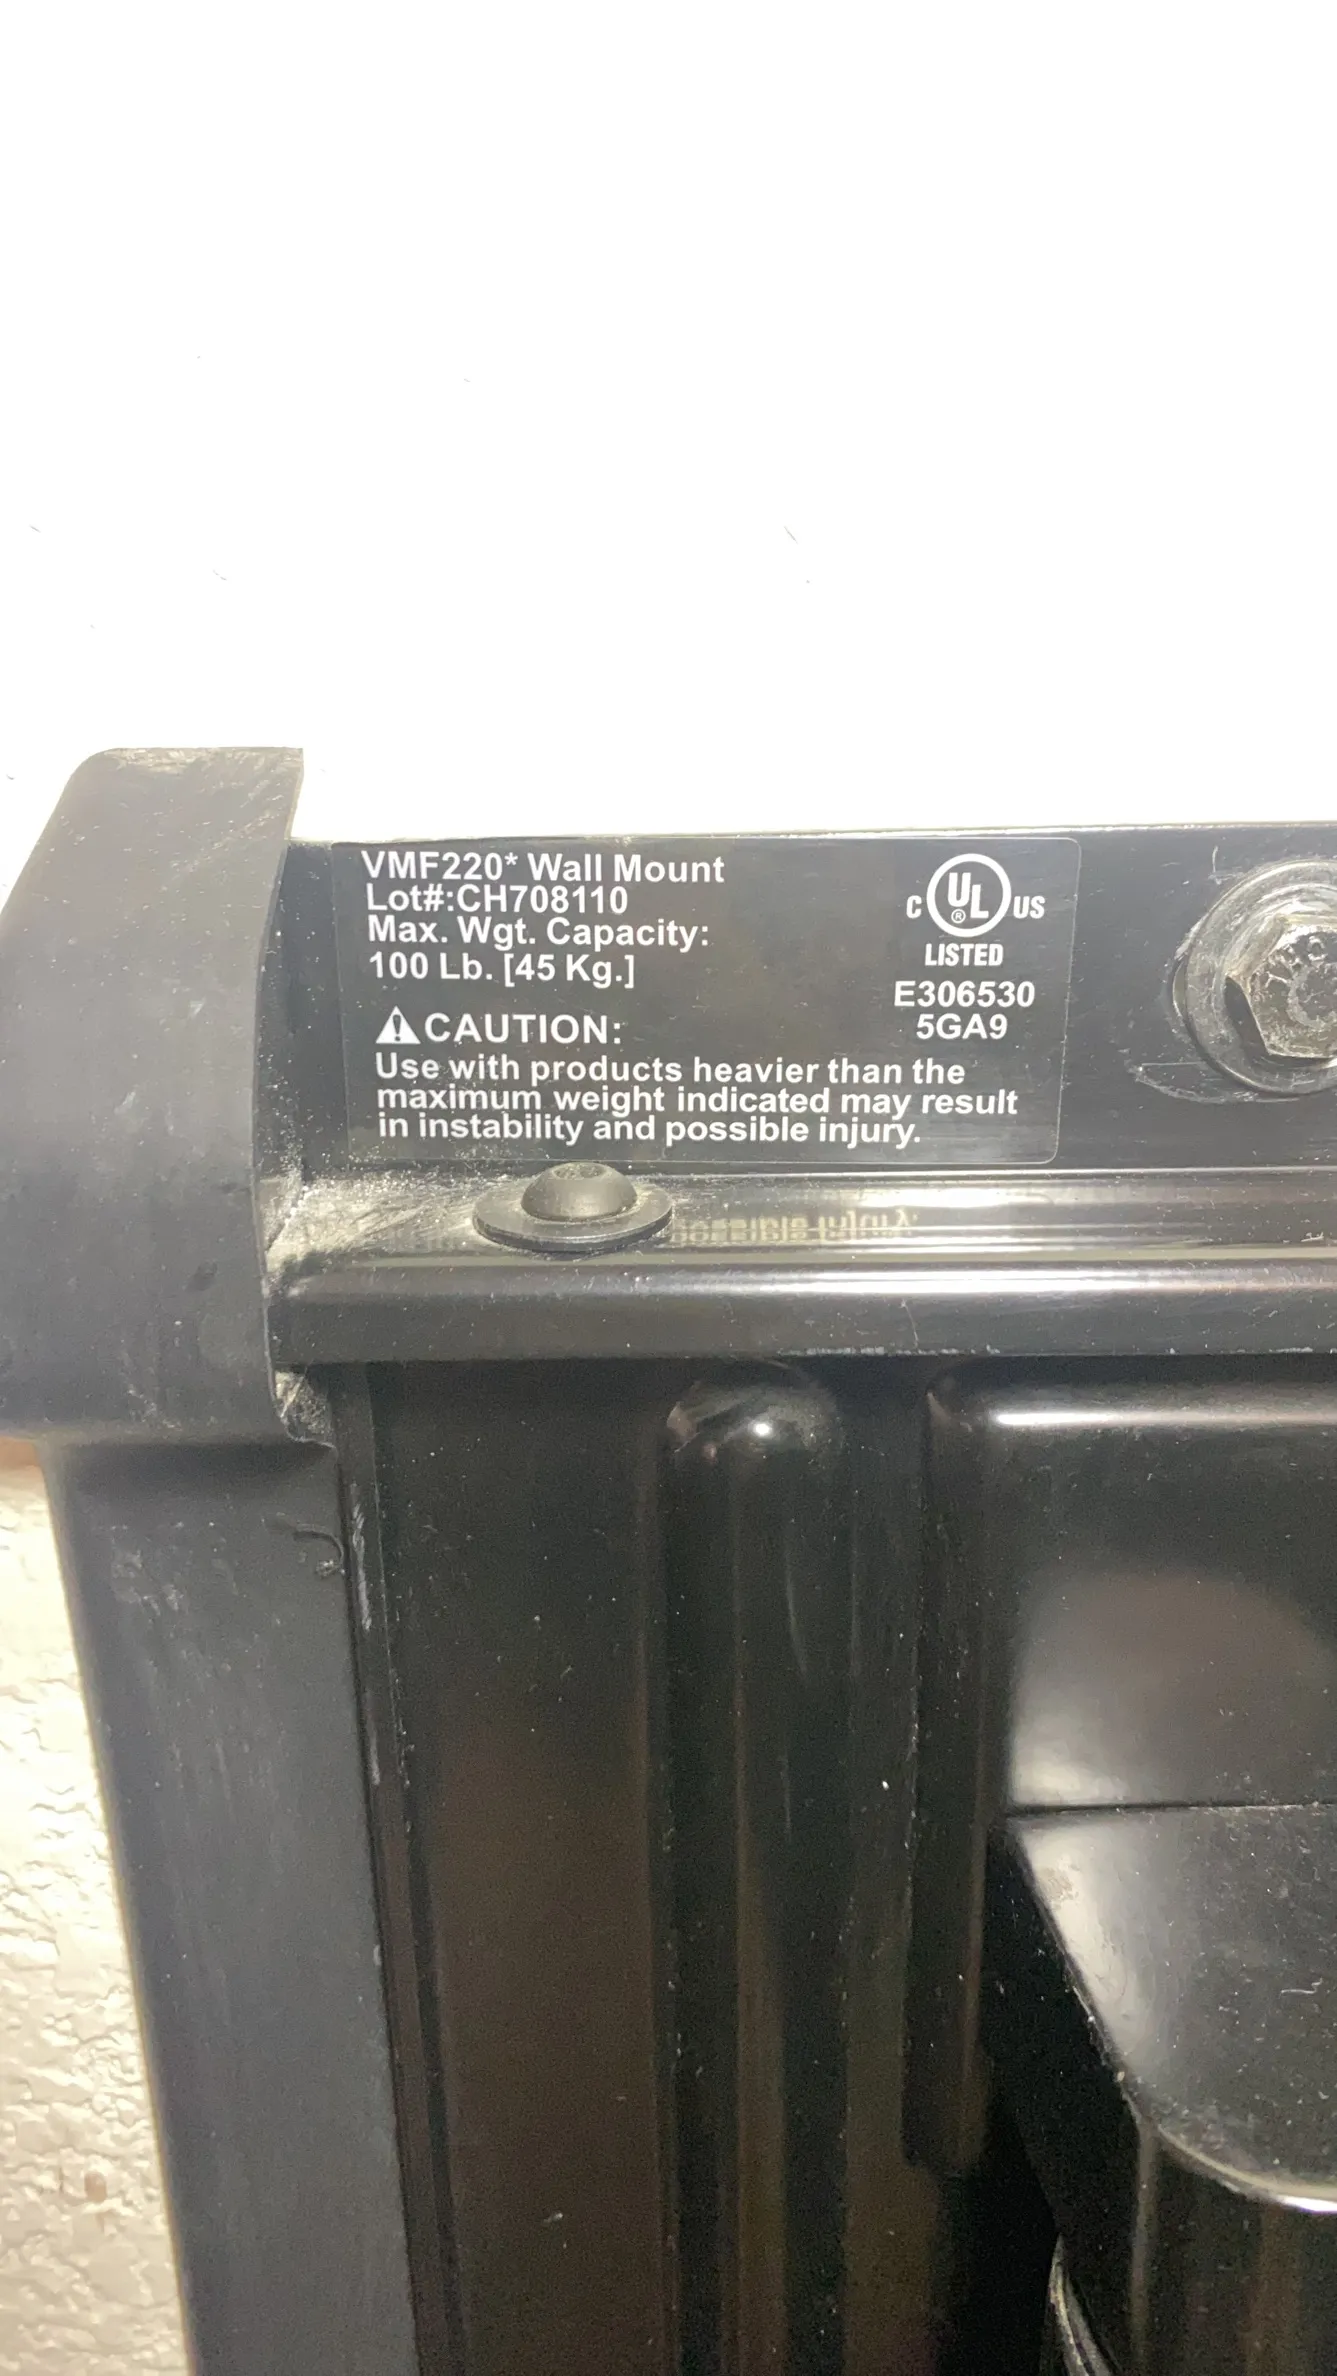 VMF220* Wall Mount
Lot#:CH708110
Max. Wgt. Capacity:
100 Lb. [45 Kg.]
⚠CAUTION:
Use with products heavier than the
maximum weight indicated may result
in instability and possible injury.
C UL® US
LISTED
E306530
5GA9